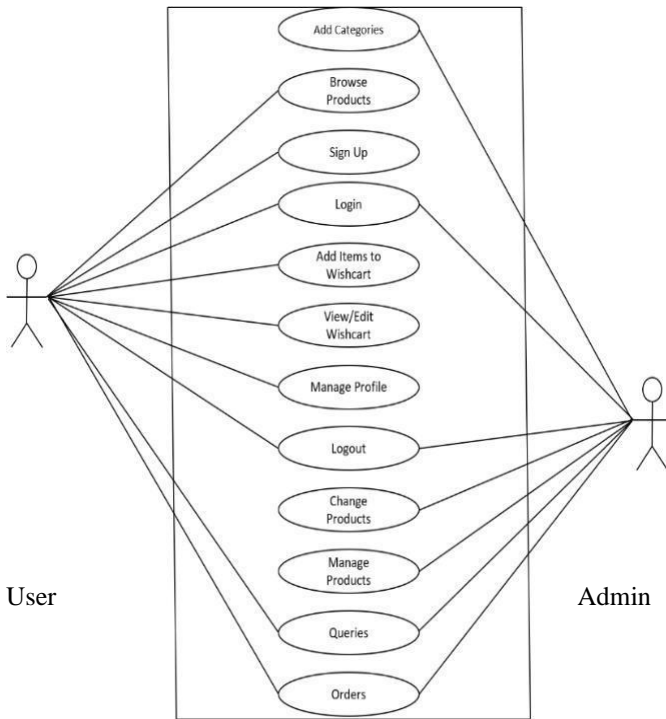 Add Categories
Browse
Products
Sign Up
Login
Add Items to
Wishcart
View/Edit
Wishcart
Manage Profile
Logout
Change
Products
Manage
Products
User
Admin
Queries
Orders